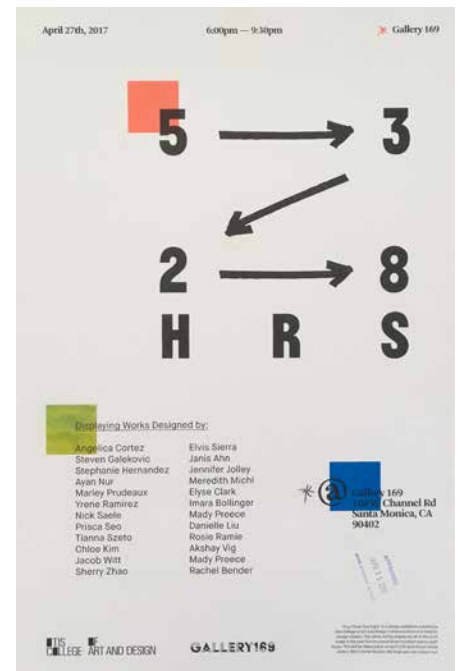 April 27th, 2017
6:00pm — 9:30pm
Gallery 169
5 3
2 8
H R S
Displaying Works Designed by:
Angelica Cortez
Steven Galekovic
Stephanie Hernandez
Ayan Nur
Marley Prudeaux
Yrene Ramirez
Nick Saele
Prisca Seo
Tianna Szeto
Chloe Kim
Jacob Witt
Sherry Zhao
Elvis Sierra
Janis Ahn
Jennifer Jolley
Meredith Michl
Elyse Clark
Imara Bollinger
Mady Preece
Danielle Liu
Rosie Ramie
Akshay Vig
Mady Preece
Rachel Bender
@ Gallery 169
Channel Rd
Santa Monica, CA
90402
OTIS
COLLEGE OF ART AND DESIGN
GALLERY169